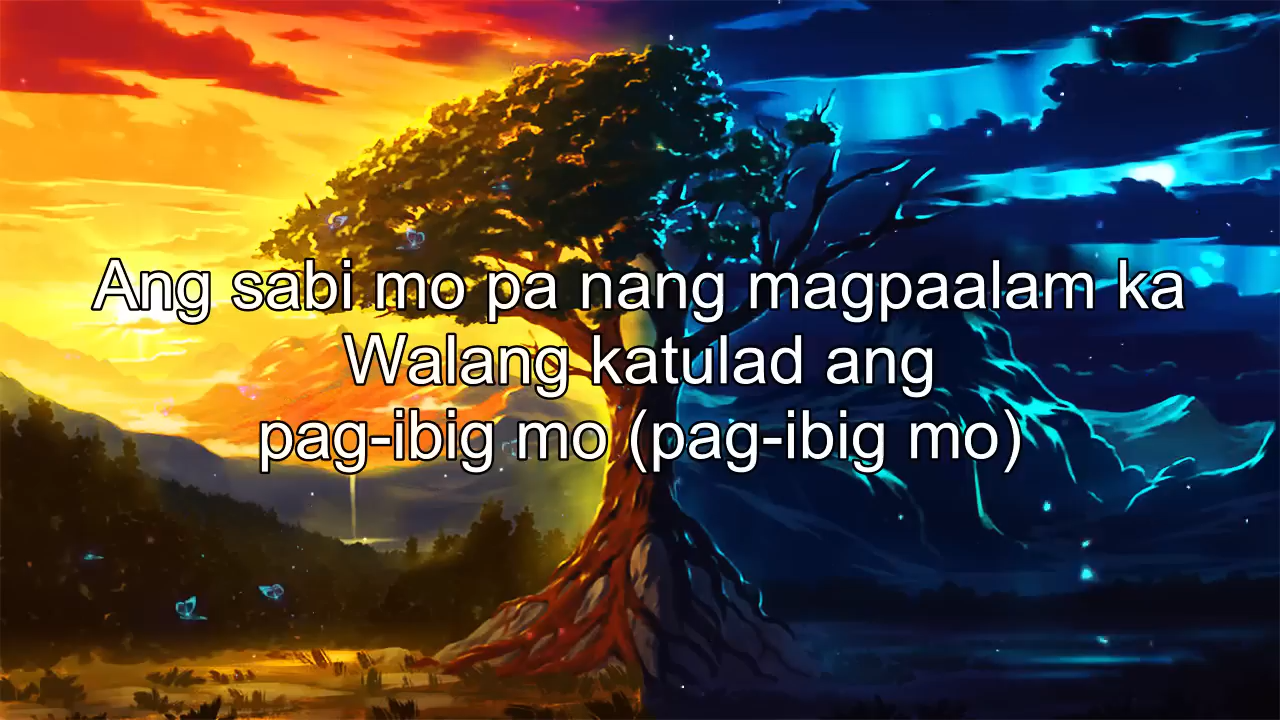 Ang sabi mo pa nang magpaalam ka
Walang katulad ang
pag-ibig mo (pag-ibig mo)